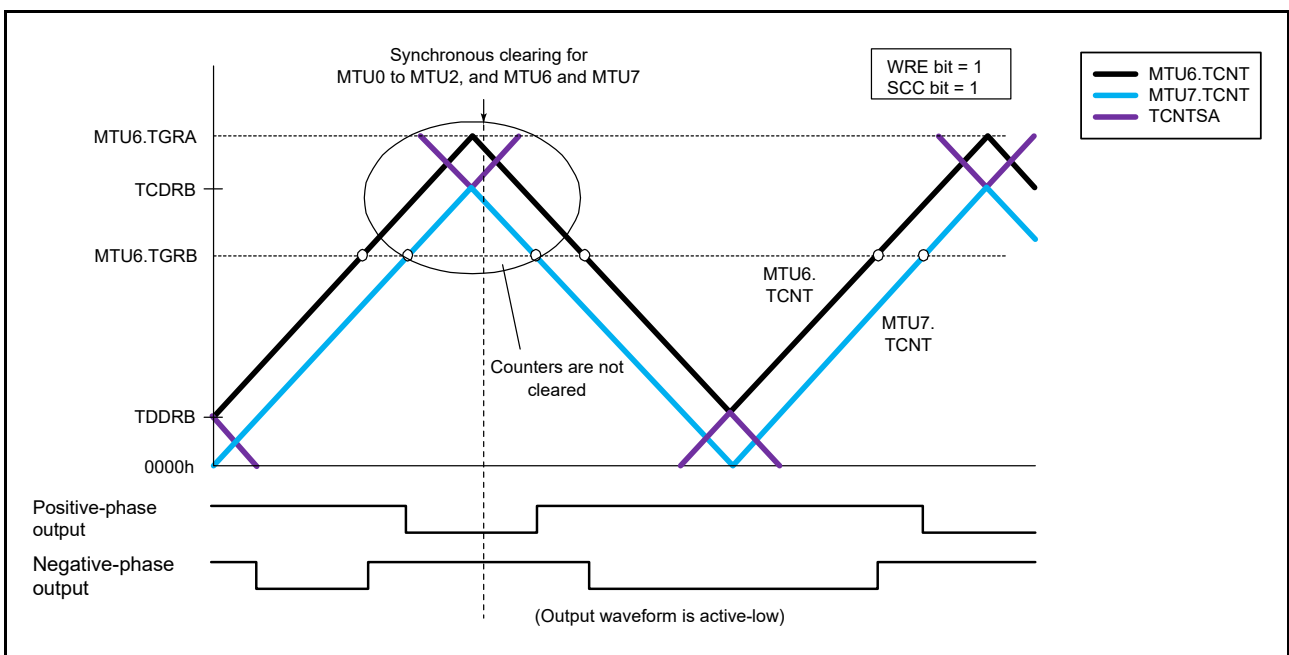 Synchronous clearing for
MTU0 to MTU2, and MTU6 and MTU7
WRE bit = 1
SCC bit = 1
MTU6.TCNT
MTU7.TCNT
TCNTSA
MTU6.TGRA
TCDRB
MTU6.TGRB
MTU6.
TCNT
MTU7.
TCNT
Counters are not
cleared
TDDRB
0000h
Positive-phase
output
Negative-phase
output
(Output waveform is active-low)